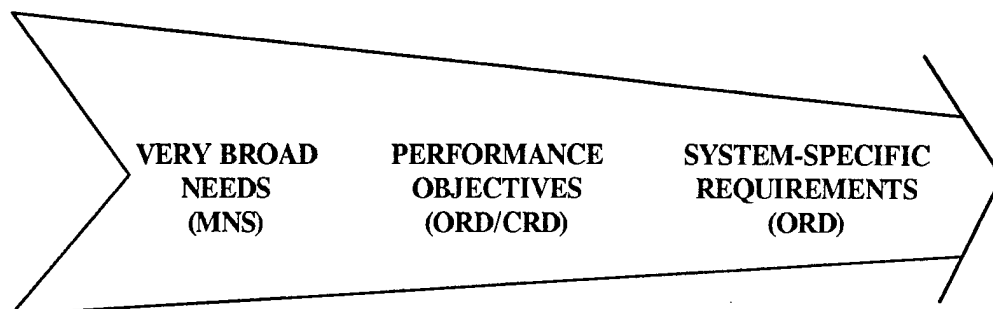 VERY BROAD
NEEDS
(MNS)
PERFORMANCE
OBJECTIVES
(ORD/CRD)
SYSTEM-SPECIFIC
REQUIREMENTS
(ORD)